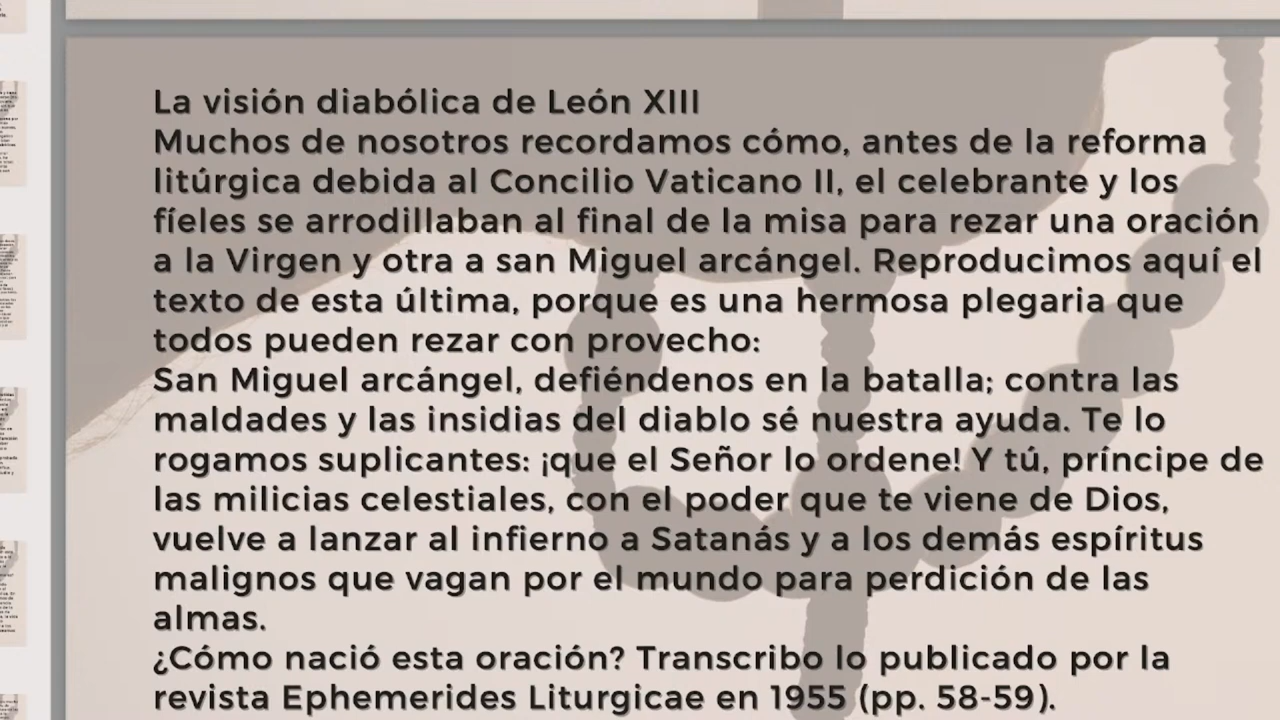 La visión diabólica de León XIII
Muchos de nosotros recordamos cómo, antes de la reforma
litúrgica debida al Concilio Vaticano II, el celebrante y los
fíeles se arrodillaban al final de la misa para rezar una oración
a la Virgen y otra a san Miguel arcángel. Reproducimos aquí el
texto de esta última, porque es una hermosa plegaria que
todos pueden rezar con provecho:
San Miguel arcángel, defiéndenos en la batalla; contra las
maldades y las insidias del diablo sé nuestra ayuda. Te lo
rogamos suplicantes: ¡que el Señor lo ordene! Y tú, príncipe de
las milicias celestiales, con el poder que te viene de Dios,
vuelve a lanzar al infierno a Satanás y a los demás espíritus
malignos que vagan por el mundo para perdición de las
almas.
¿Cómo nació esta oración? Transcribo lo publicado por la
revista Ephemerides Liturgicae en 1955 (pp. 58-59).